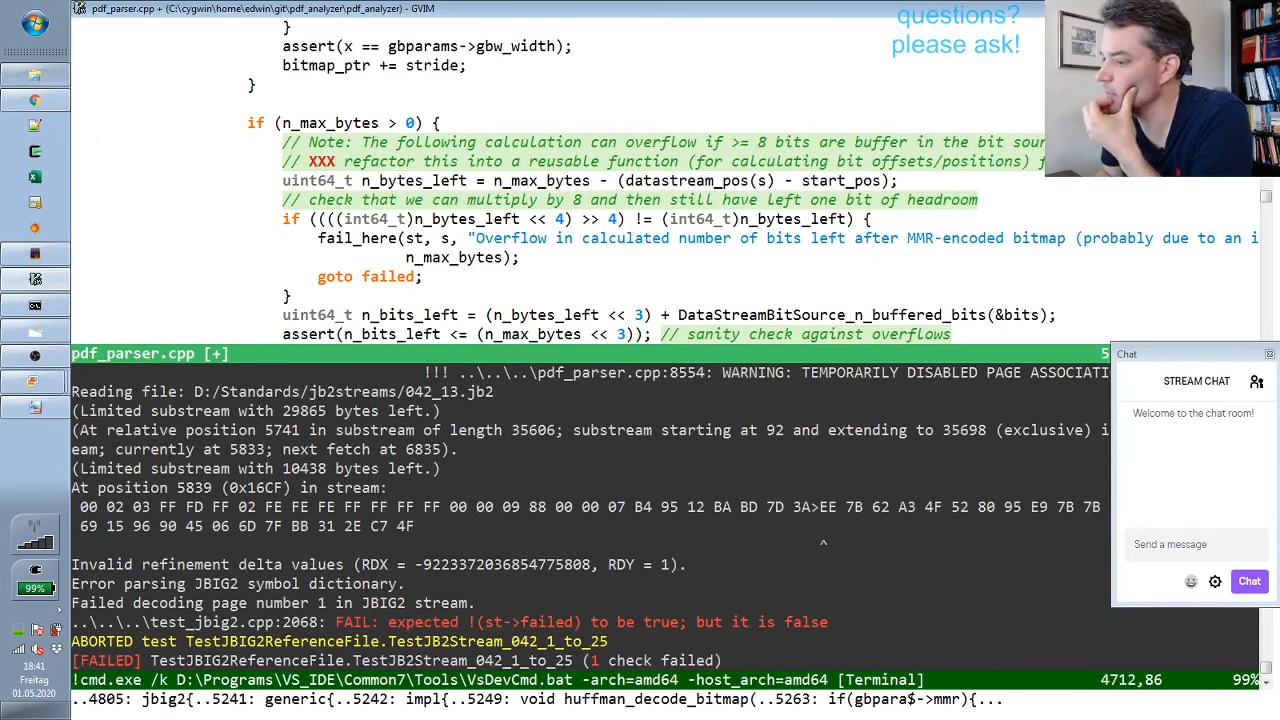 pdf_parser.cpp + (C:\cygwin\home\edwin\git\pdf_analyzer\pdf_analyzer) - GVIM
questions?
please ask!
}
assert(x == gbparams->gbw_width);
bitmap_ptr += stride;
}
if (n_max_bytes > 0) {
// Note: The following calculation can overflow if >= 8 bits are buffer in the bit sour
// XXX refactor this into a reusable function (for calculating bit offsets/positions) f
uint64_t n_bytes_left = n_max_bytes - (datastream_pos(s) - start_pos);
// check that we can multiply by 8 and then still have left one bit of headroom
if ((((int64_t)n_bytes_left << 4) >> 4) != (int64_t)n_bytes_left) {
fail_here(st, s, "Overflow in calculated number of bits left after MMR-encoded bitmap (probably due to an i
n_max_bytes);
goto failed;
}
uint64_t n_bits_left = (n_bytes_left << 3) + DataStreamBitSource_n_buffered_bits(&bits);
assert(n_bits_left <= (n_max_bytes << 3)); // sanity check against overflows
pdf_parser.cpp [+] 5
!!! ..\..\..\pdf_parser.cpp:8554: WARNING: TEMPORARILY DISABLED PAGE ASSOCIATI
Reading file: D:/Standards/jb2streams/042_13.jb2
(Limited substream with 29865 bytes left.)
(At relative position 5741 in substream of length 35606; substream starting at 92 and extending to 35698 (exclusive) i
eam; currently at 5833; next fetch at 6835).
(Limited substream with 10438 bytes left.)
At position 5839 (0x16CF) in stream:
00 02 03 FF FD FF 02 FE FE FE FF FF FF FF 00 00 09 88 00 00 07 B4 95 12 BA BD 7D 3A>EE 7B 62 A3 4F 52 80 95 E9 7B 7B
69 15 96 90 45 06 6D 7F BB 31 2E C7 4F
^
Invalid refinement delta values (RDX = -9223372036854775808, RDY = 1).
Error parsing JBIG2 symbol dictionary.
Failed decoding page number 1 in JBIG2 stream.
..\..\..\test_jbig2.cpp:2068: FAIL: expected !(st->failed) to be true; but it is false
ABORTED test TestJBIG2ReferenceFile.TestJB2Stream_042_1_to_25
[FAILED] TestJBIG2ReferenceFile.TestJB2Stream_042_1_to_25 (1 check failed)
!cmd.exe /k D:\Programs\VS_IDE\Common7\Tools\VsDevCmd.bat -arch=amd64 -host_arch=amd64 [Terminal] 4712,86 99%
..4805: jbig2{..5241: generic{..5242: impl{..5249: void huffman_decode_bitmap(..5263: if(gbpara$->mmr){...
Chat
STREAM CHAT
Welcome to the chat room!
Send a message
Chat
99%
18:41
Freitag
01.05.2020